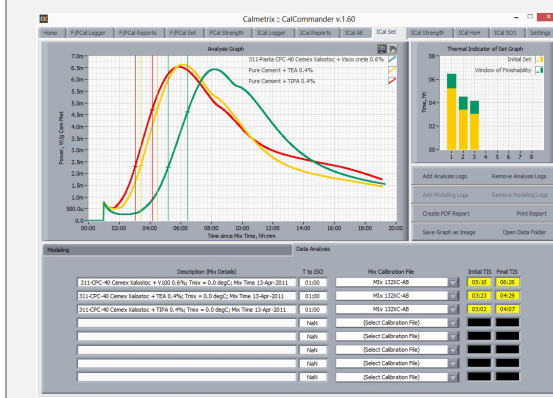 Calmetrix :: CalCommander v.1.60
Home F/PCal Logger F/PCal Reports F/PCal Set PCal Strength ICal Logger ICal Reports ICal AE ICal Set ICal Strength ICal Hsm ICal SO3 Settings
Analysis Graph
311-Pasta CPC-40 Cemex Xalostoc + Visco crete 0.6%
Pure Cement + TEA 0.4%
Pure Cement + TIPA 0.4%
Power, W/g Cem Mat
7.0m
6.5m
6.0m
5.5m
5.0m
4.5m
4.0m
3.5m
3.0m
2.5m
2.0m
1.5m
1.0m
500.0u
0.0
00:00 02:00 04:00 06:00 08:00 10:00 12:00 14:00 16:00 18:00 20:00
Time since Mix Time, hh:mm
Thermal Indicator of Set Graph
Initial Set
Window of Finishability
Time, hh
08
06
04
02
00
1 2 3 4 5 6 7 8
Add Analysis Logs Remove Analysis Logs
Add Modeling Logs Remove Modeling Logs
Create PDF Report Print Report
Save Graph as Image Open Data Folder
Modeling Data Analysis
Description (Mix Details) T to ISO Mix Calibration File Initial TIS Final TIS
311-CPC-40 Cemex Xalostoc + V100 0.6%; Tmix = 0.0 degC; Mix Time 13-Apr-2011 01:00 MIx 132XC-AB 05:10 06:28
311-CPC-40 Cemex Xalostoc + TEA 0.4%; Tmix = 0.0 degC; Mix Time 13-Apr-2011 01:00 MIx 132XC-AB 03:23 04:29
311-CPC-40 Cemex Xalostoc + TIPA 0.4%; Tmix = 0.0 degC; Mix Time 13-Apr-2011 01:00 MIx 132XC-AB 03:02 04:07
NaN (Select Calibration File)
NaN (Select Calibration File)
NaN (Select Calibration File)
NaN (Select Calibration File)
NaN (Select Calibration File)